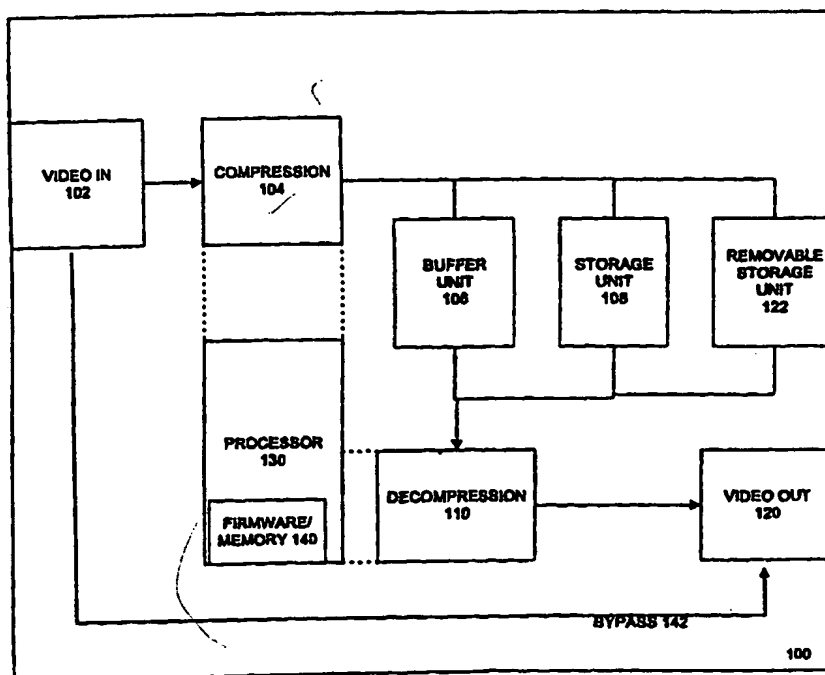 VIDEO IN
102
COMPRESSION
104
BUFFER
UNIT
106
STORAGE
UNIT
108
REMOVABLE
STORAGE
UNIT
122
PROCESSOR
130
FIRMWARE/
MEMORY 140
DECOMPRESSION
110
VIDEO OUT
120
BYPASS 142
100